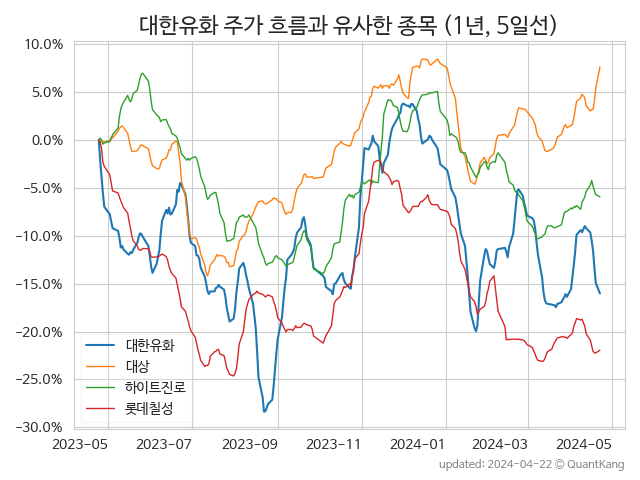 대한유화 주가 흐름과 유사한 종목 (1년, 5일선)
10.0%
5.0%
0.0%
−5.0%
−10.0%
−15.0%
−20.0%
−25.0%
−30.0%
대한유화
대상
하이트진로
롯데칠성
2023-05 2023-07 2023-09 2023-11 2024-01 2024-03 2024-05
updated: 2024-04-22 © QuantKang